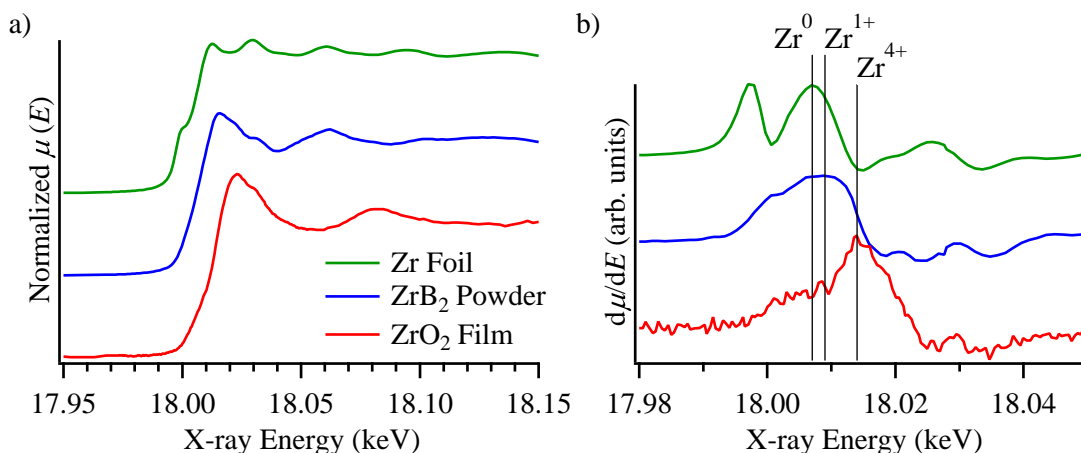 a)
Normalized μ (E)
Zr Foil
ZrB₂ Powder
ZrO₂ Film
17.95 18.00 18.05 18.10 18.15
X-ray Energy (keV)
b)
Zr⁰ Zr¹⁺
Zr⁴⁺
dμ/dE (arb. units)
17.98 18.00 18.02 18.04
X-ray Energy (keV)